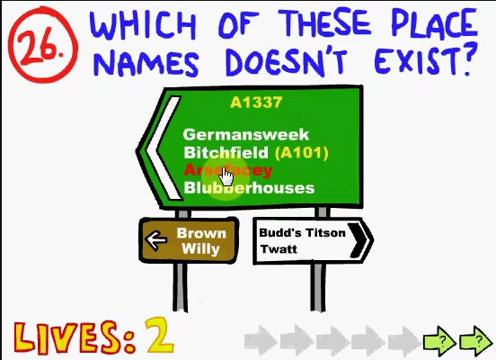 26.
WHICH OF THESE PLACE
NAMES DOESN'T EXIST?
A1337
Germansweek
Bitchfield (A101)
Arsefacey
Blubberhouses
Brown
Willy
Budd's Titson
Twatt
LIVES: 2
? ?